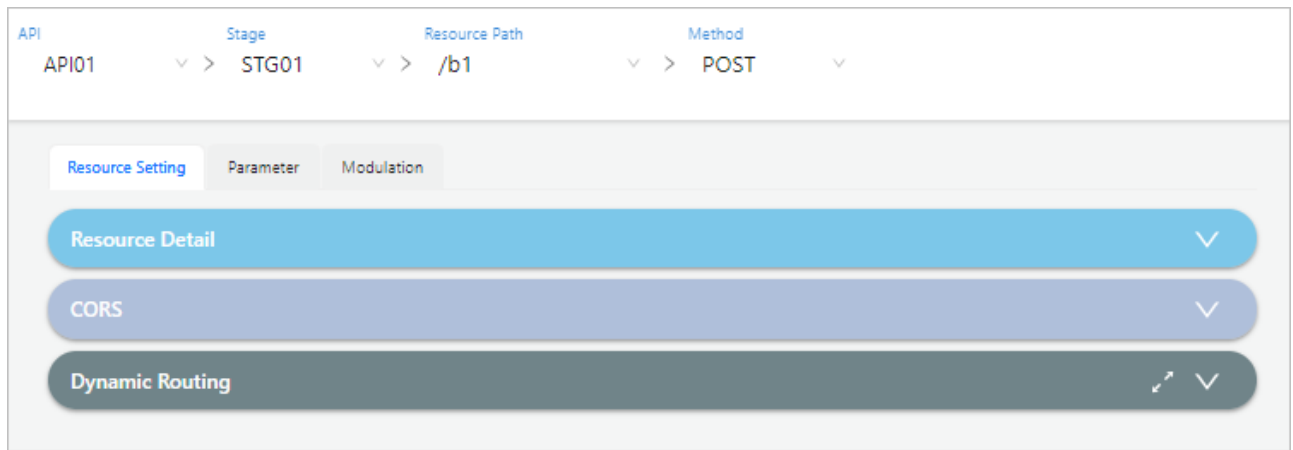 API Stage Resource Path Method
API01 > STG01 > /b1 > POST
Resource Setting Parameter Modulation
Resource Detail
CORS
Dynamic Routing